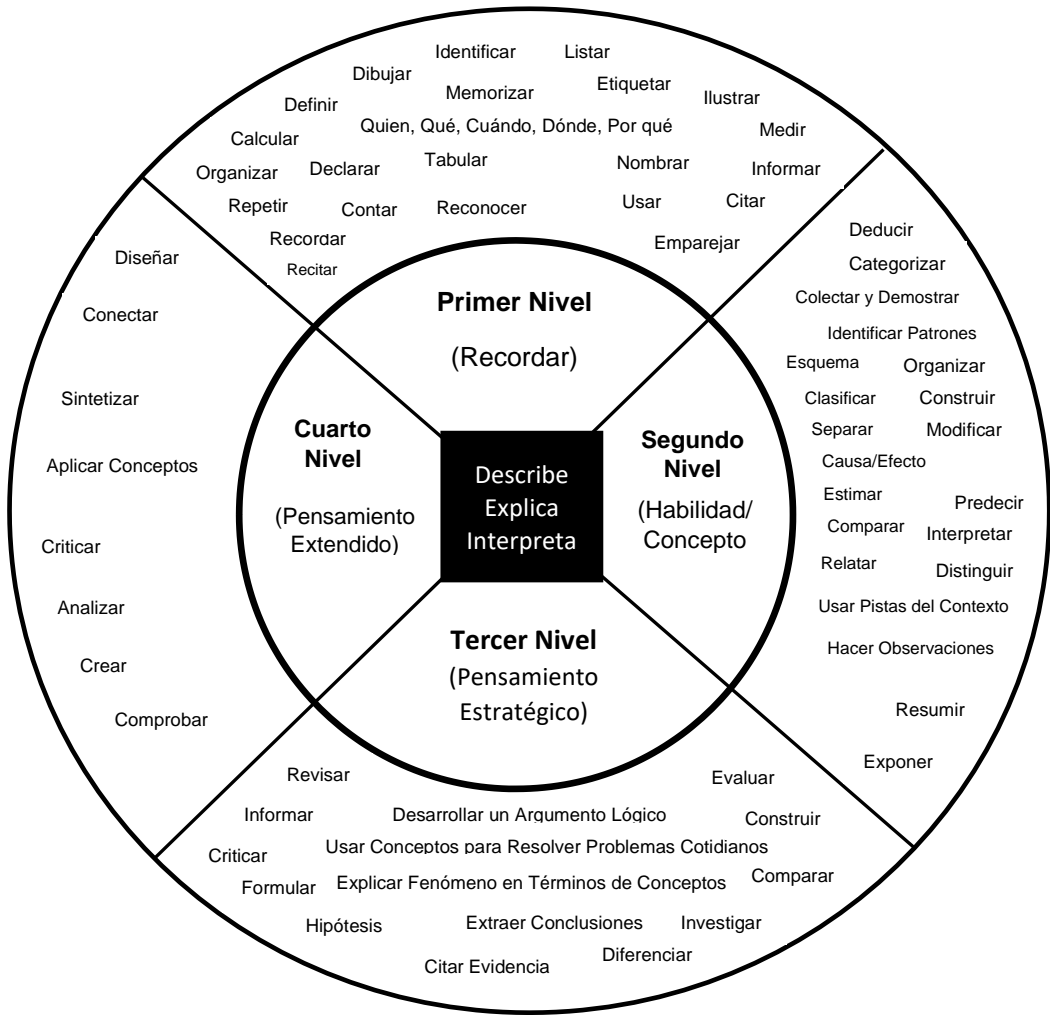 Identificar
Listar
Dibujar
Etiquetar
Memorizar
Ilustrar
Definir
Quien, Qué, Cuándo, Dónde, Por qué
Medir
Calcular
Tabular
Nombrar
Informar
Organizar
Declarar
Repetir
Contar
Reconocer
Usar
Citar
Recordar
Emparejar
Recitar
Primer Nivel
(Recordar)
Deducir
Categorizar
Colectar y Demostrar
Identificar Patrones
Esquema
Organizar
Clasificar
Construir
Separar
Modificar
Causa/Efecto
Estimar
Predecir
Comparar
Interpretar
Relatar
Distinguir
Usar Pistas del Contexto
Hacer Observaciones
Resumir
Exponer
Segundo
Nivel
(Habilidad/
Concepto
Describe
Explica
Interpreta
Tercer Nivel
(Pensamiento
Estratégico)
Revisar
Evaluar
Informar
Desarrollar un Argumento Lógico
Construir
Criticar
Usar Conceptos para Resolver Problemas Cotidianos
Formular
Explicar Fenómeno en Términos de Conceptos
Comparar
Hipótesis
Extraer Conclusiones
Investigar
Citar Evidencia
Diferenciar
Cuarto
Nivel
(Pensamiento
Extendido)
Diseñar
Conectar
Sintetizar
Aplicar Conceptos
Criticar
Analizar
Crear
Comprobar